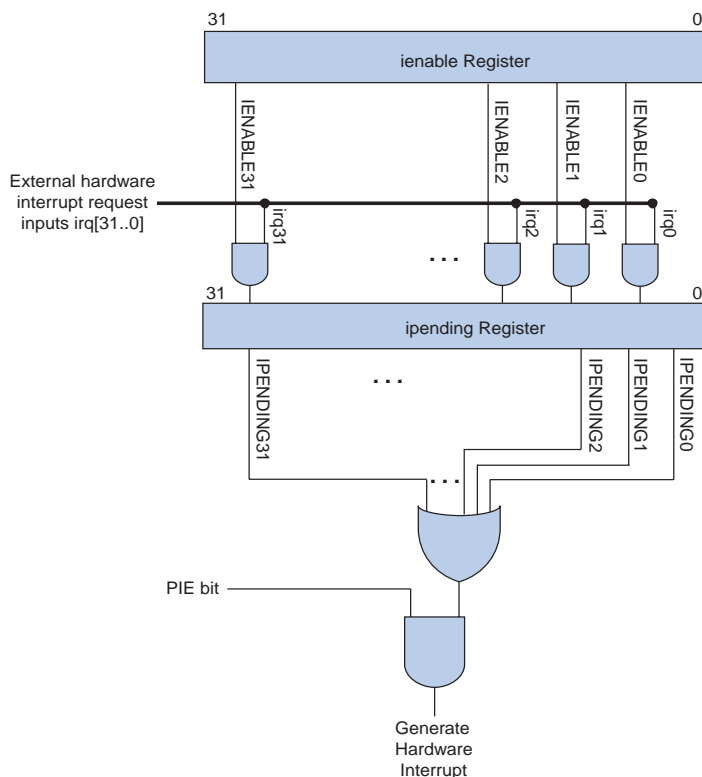 31 0
ienable Register
IENABLE31
IENABLE2
IENABLE1
IENABLE0
External hardware
interrupt request
inputs irq[31..0]
irq31
irq2
irq1
irq0
. . .
31 0
ipending Register
IPENDING31
. . .
IPENDING2
IPENDING1
IPENDING0
. . .
PIE bit
Generate
Hardware
Interrupt